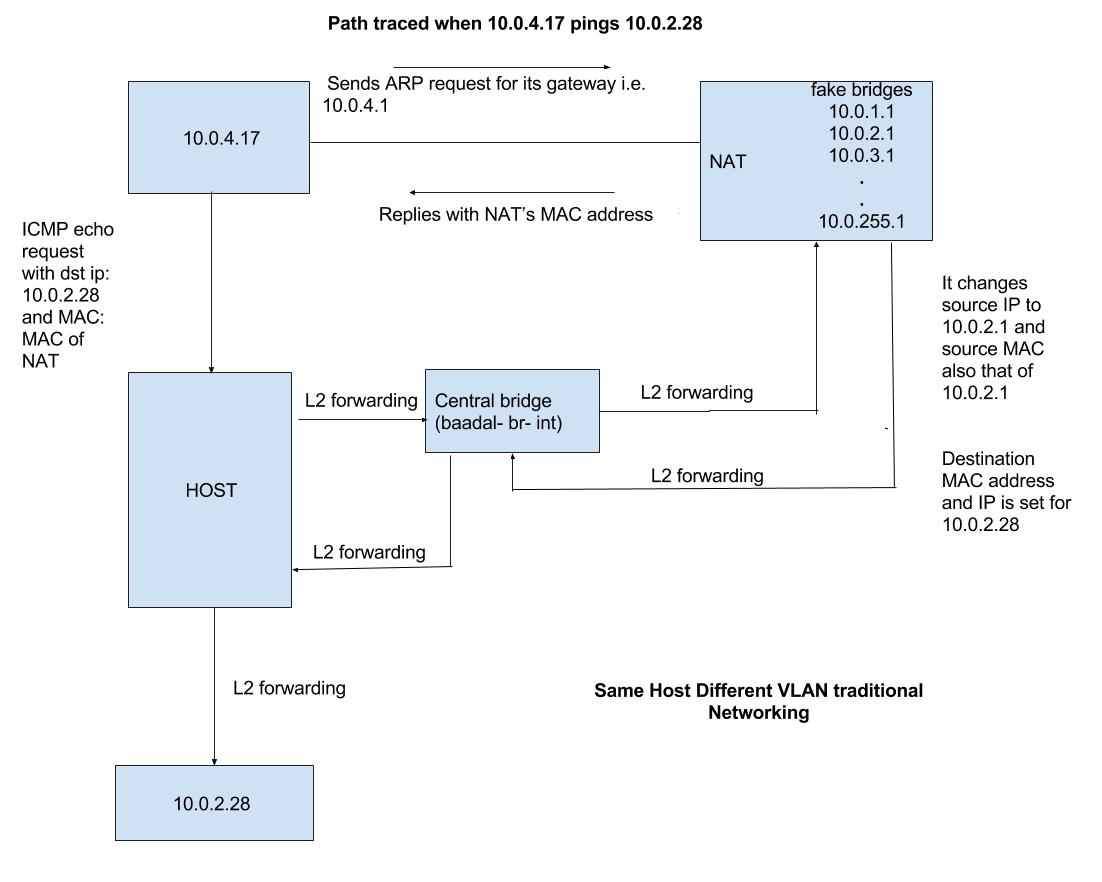 Path traced when 10.0.4.17 pings 10.0.2.28
Sends ARP request for its gateway i.e.
10.0.4.1
10.0.4.17
fake bridges
10.0.1.1
10.0.2.1
10.0.3.1
.
.
10.0.255.1
NAT
Replies with NAT’s MAC address
ICMP echo
request
with dst ip:
10.0.2.28
and MAC:
MAC of
NAT
It changes
source IP to
10.0.2.1 and
source MAC
also that of
10.0.2.1
L2 forwarding
Central bridge
(baadal- br- int)
L2 forwarding
HOST
L2 forwarding
Destination
MAC address
and IP is set for
10.0.2.28
L2 forwarding
L2 forwarding
Same Host Different VLAN traditional
Networking
10.0.2.28